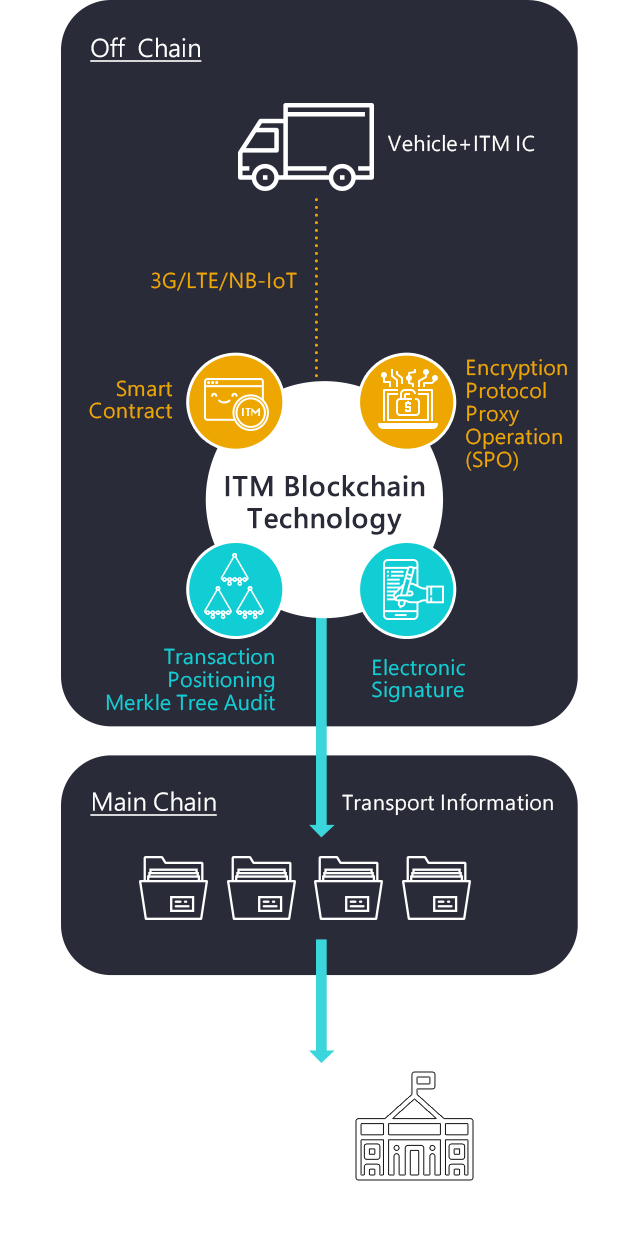 Off Chain
Vehicle+ITM IC
3G/LTE/NB-IoT
Smart
Contract
ITM
Encryption
Protocol
Proxy
Operation
(SPO)
ITM Blockchain
Technology
Transaction
Positioning
Merkle Tree Audit
Electronic
Signature
Main Chain
Transport Information